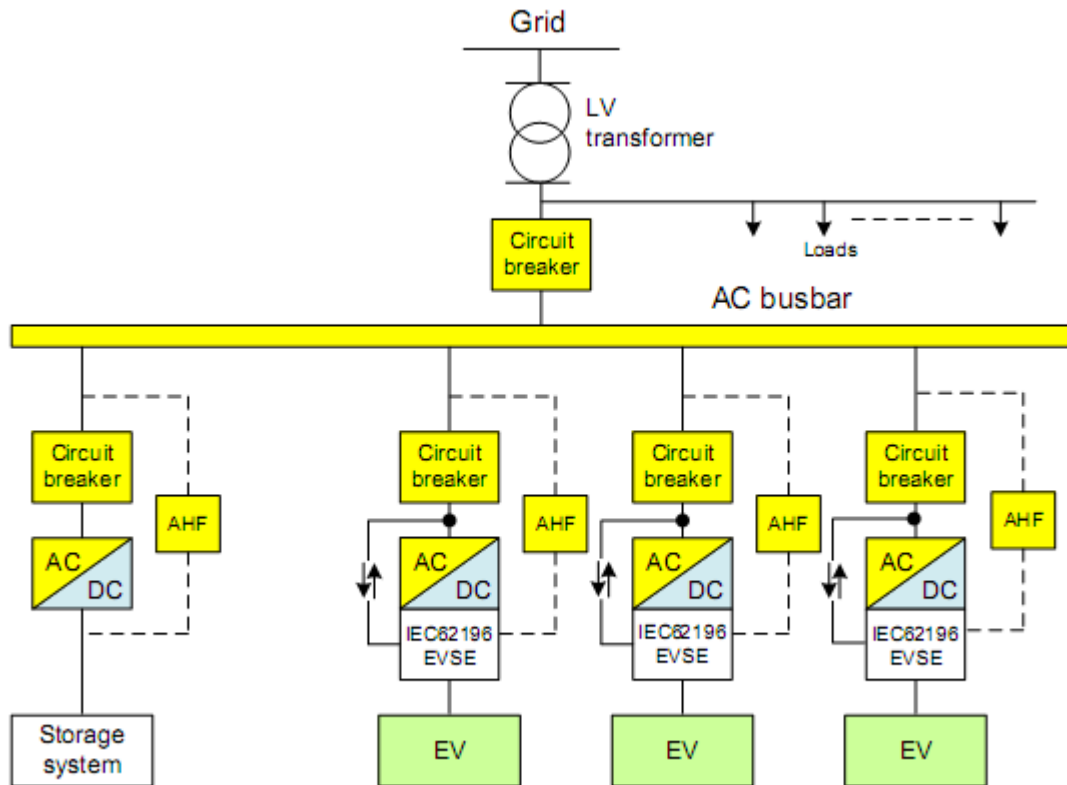 Grid
LV
transformer
Circuit
breaker
Loads
AC busbar
Circuit
breaker
Circuit
breaker
Circuit
breaker
Circuit
breaker
AHF
AHF
AHF
AHF
AC
DC
AC
DC
AC
DC
AC
DC
IEC62196
EVSE
IEC62196
EVSE
IEC62196
EVSE
Storage
system
EV
EV
EV